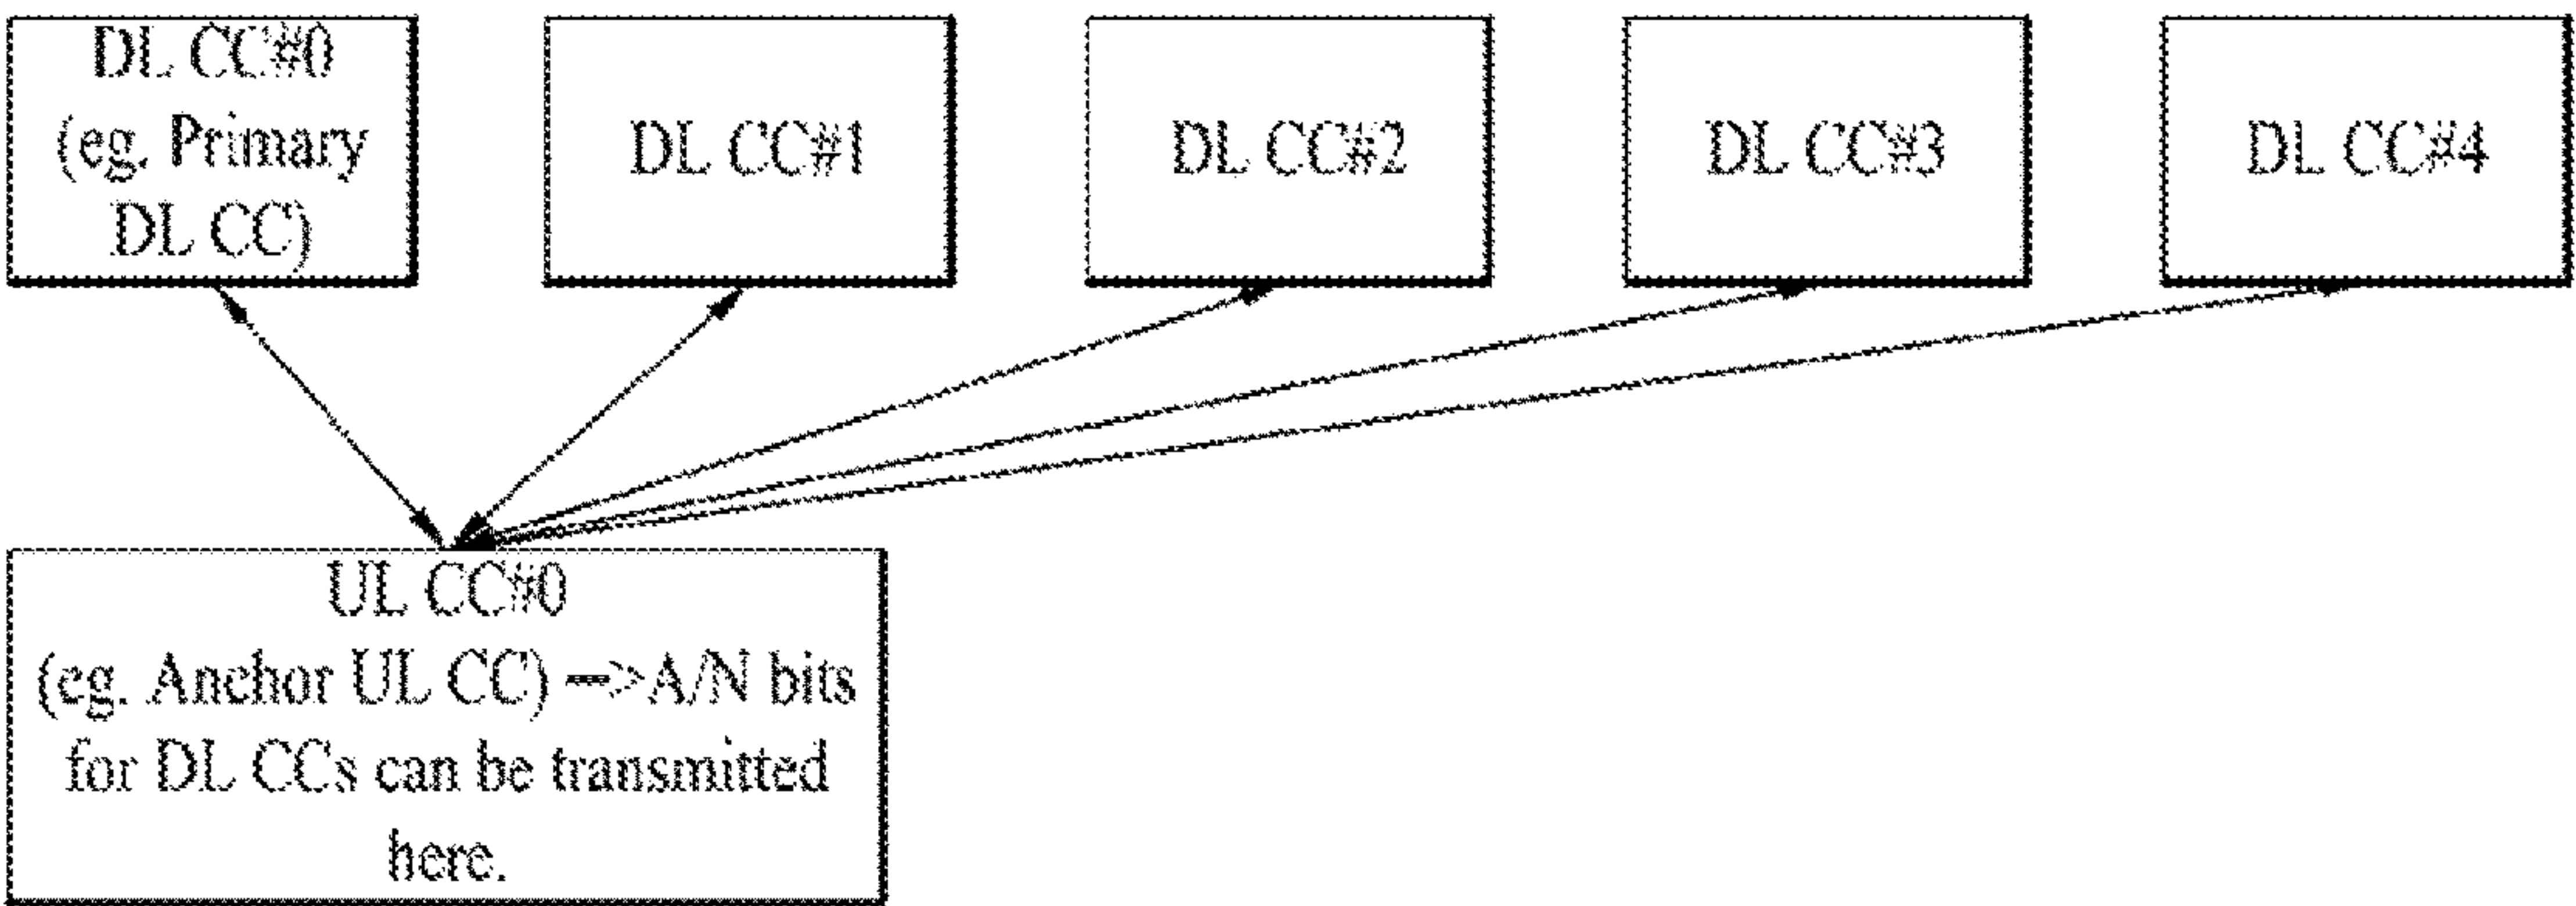 DL CC#0
(eg. Primary
DL CC)
DL CC#1
DL CC#2
DL CC#3
DL CC#4
UL CC#0
(eg. Anchor UL CC) -->A/N bits
for DL CCs can be transmitted
here.